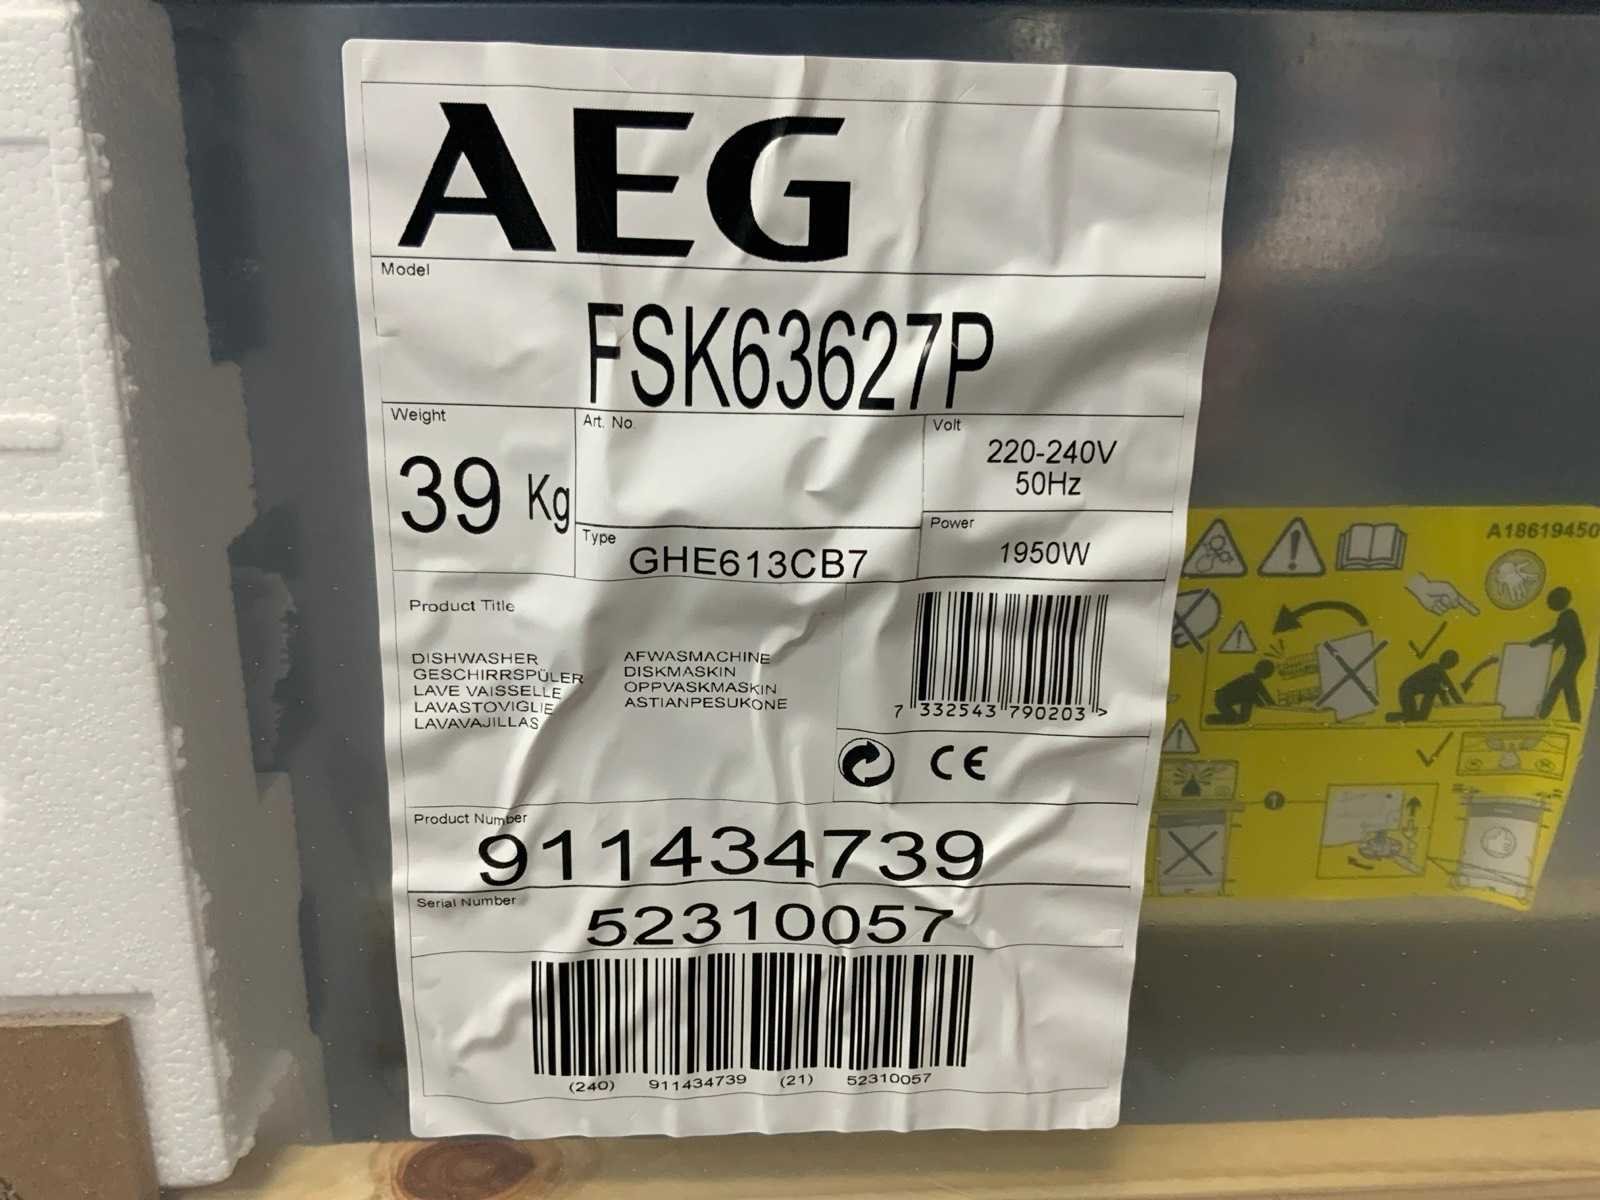 AEG
Model
FSK63627P
Weight
39 Kg
Art. No.
Volt
220-240V
50Hz
Type
GHE613CB7
Power
1950W
Product Title
DISHWASHER
GESCHIRRSPÜLER
LAVE VAISSELLE
LAVASTOVIGLIE
LAVAVAJILLAS
AFWASMACHINE
DISKMASKIN
OPPVASKMASKIN
ASTIANPESUKONE
7 332543 790203 >
CE
Product Number
911434739
Serial Number
52310057
(240) 911434739 (21) 52310057
A18619450
1